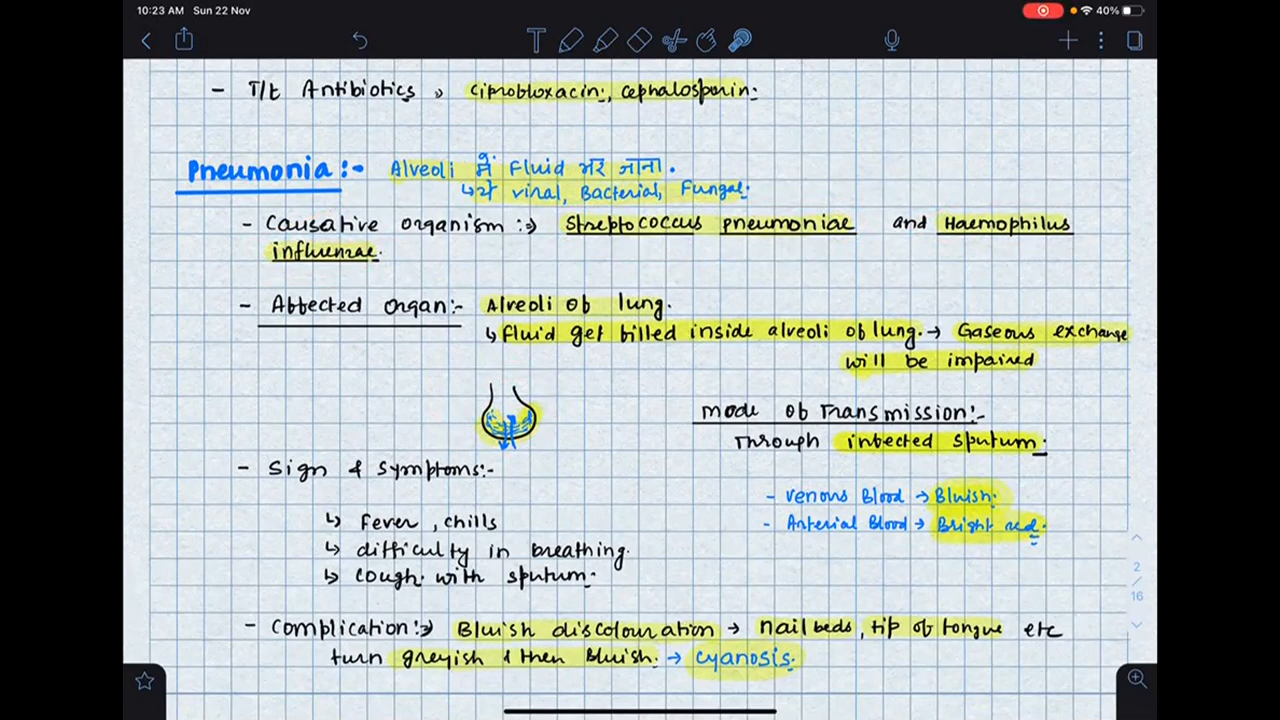 10:23 AM Sun 22 Nov
40%
- T/t Antibiotics → Ciprofloxacin, cephalosporin.
Pneumonia :- Alveoli में Fluid भर जाना.
↳ ये viral, Bacterial, Fungal.
- Causative organism :→ Streptococcus pneumoniae and Haemophilus
influenzae.
- Affected organ:- Alveoli of lung.
↳ Fluid get filled inside alveoli of lung. → Gaseous exchange
will be impaired
Mode of Transmission:-
Through infected sputum.
- Sign & Symptoms:-
- Venous Blood → Bluish.
- Arterial Blood → Bright red.
↳ Fever, chills
↳ difficulty in breathing.
↳ cough with sputum.
2
/
16
- Complication :→ Bluish discolouration → nail beds, tip of tongue etc
turn greyish & then Bluish. → cyanosis.